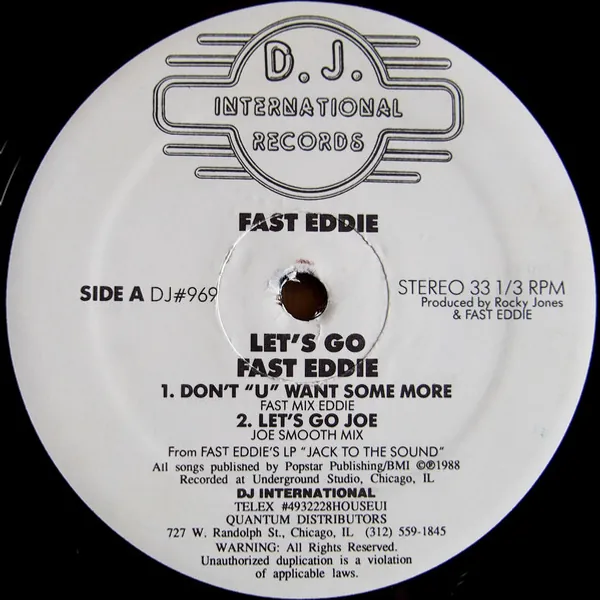 D. J.
INTERNATIONAL
RECORDS
FAST EDDIE
SIDE A DJ#969
STEREO 33 1/3 RPM
Produced by Rocky Jones
& FAST EDDIE
LET'S GO
FAST EDDIE
1. DON'T "U" WANT SOME MORE
FAST MIX EDDIE
2. LET'S GO JOE
JOE SMOOTH MIX
From FAST EDDIE'S LP "JACK TO THE SOUND"
All songs published by Popstar Publishing/BMI ©℗1988
Recorded at Underground Studio, Chicago, IL
DJ INTERNATIONAL
TELEX #4932228HOUSEUI
QUANTUM DISTRIBUTORS
727 W. Randolph St., Chicago, IL (312) 559-1845
WARNING: All Rights Reserved.
Unauthorized duplication is a violation
of applicable laws.